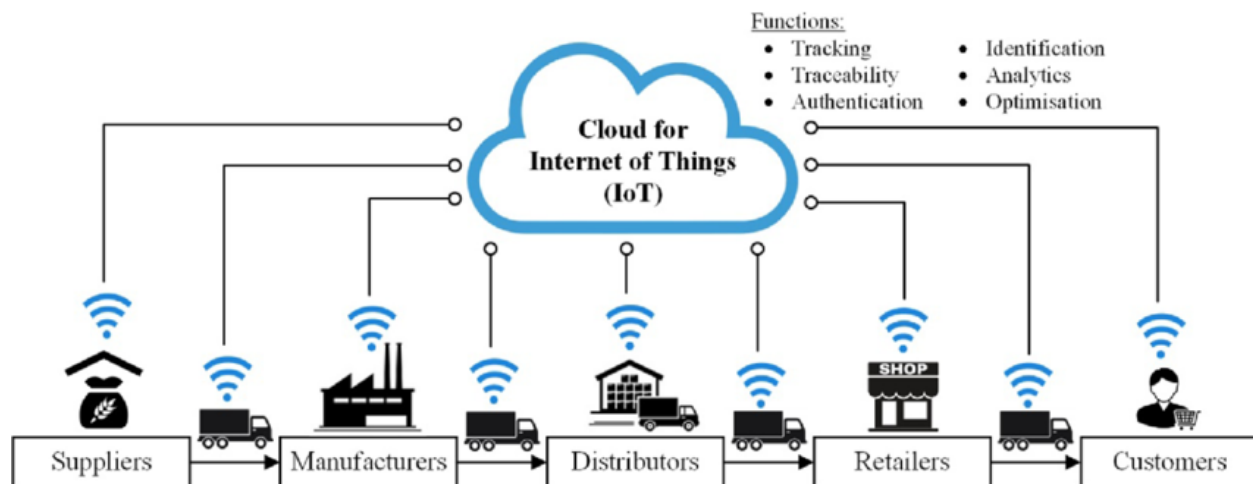 Functions:
• Tracking
• Traceability
• Authentication
• Identification
• Analytics
• Optimisation
Cloud for
Internet of Things
(IoT)
SHOP
Suppliers
Manufacturers
Distributors
Retailers
Customers